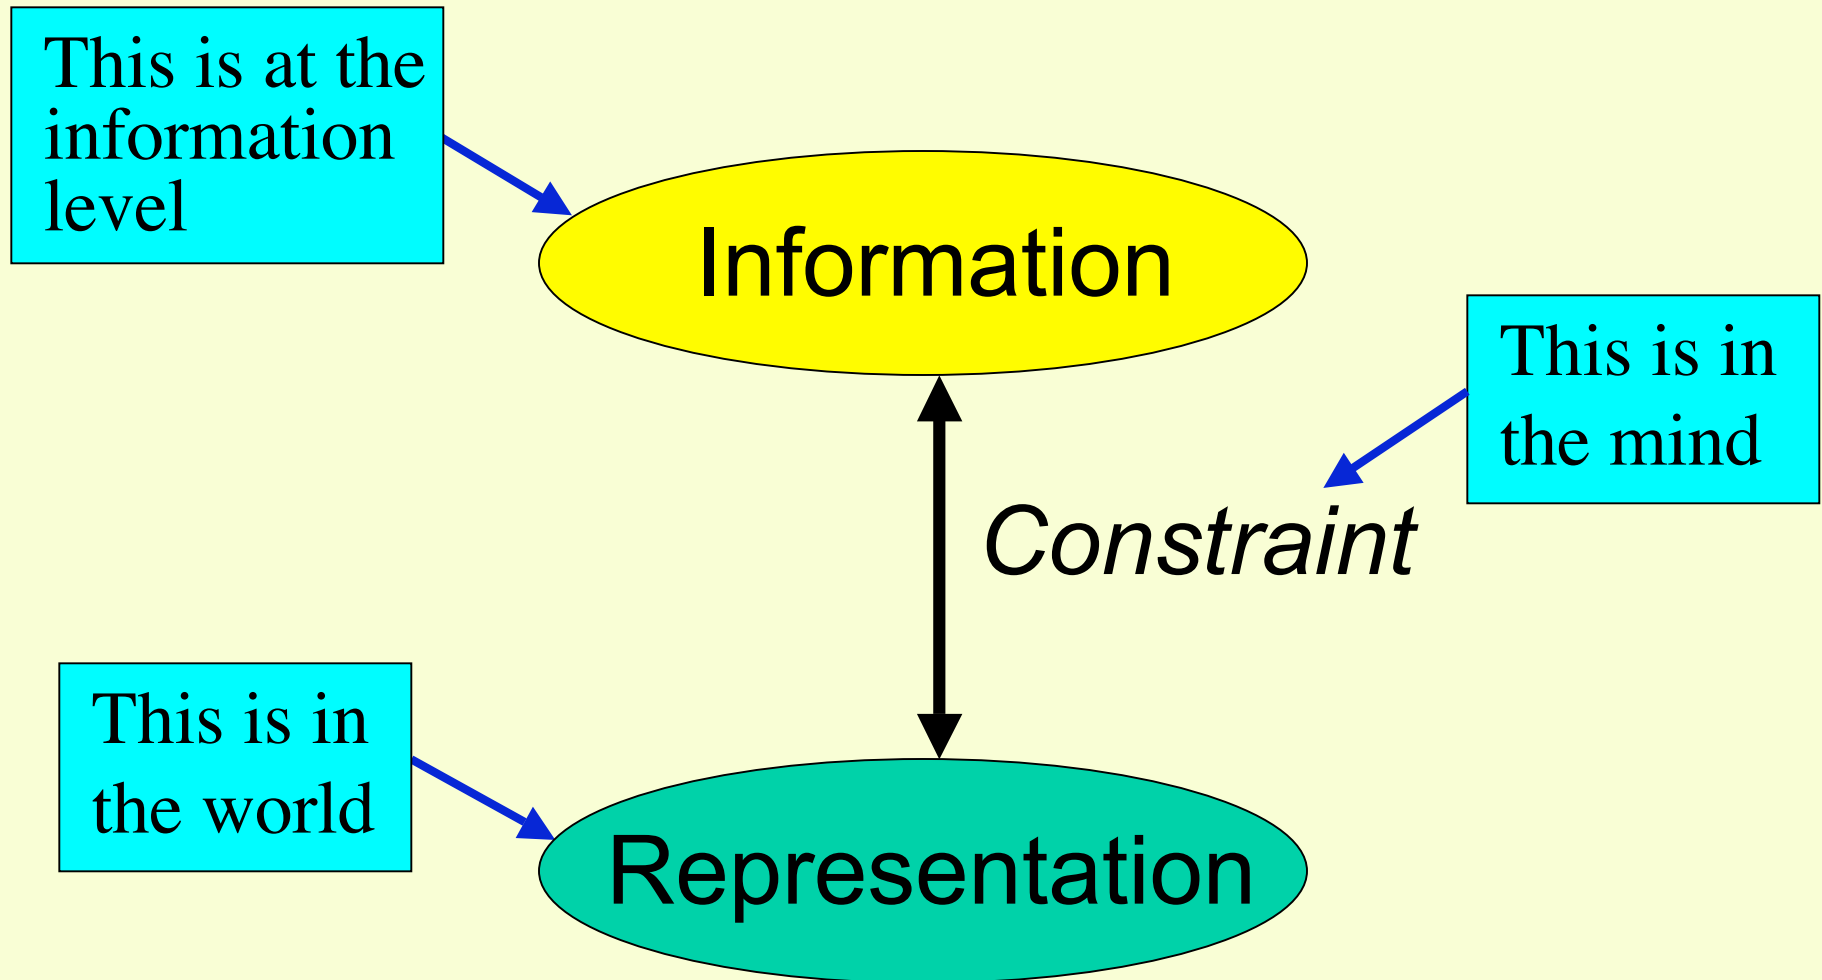 This is at the
information
level
Information
This is in
the mind
Constraint
This is in
the world
Representation